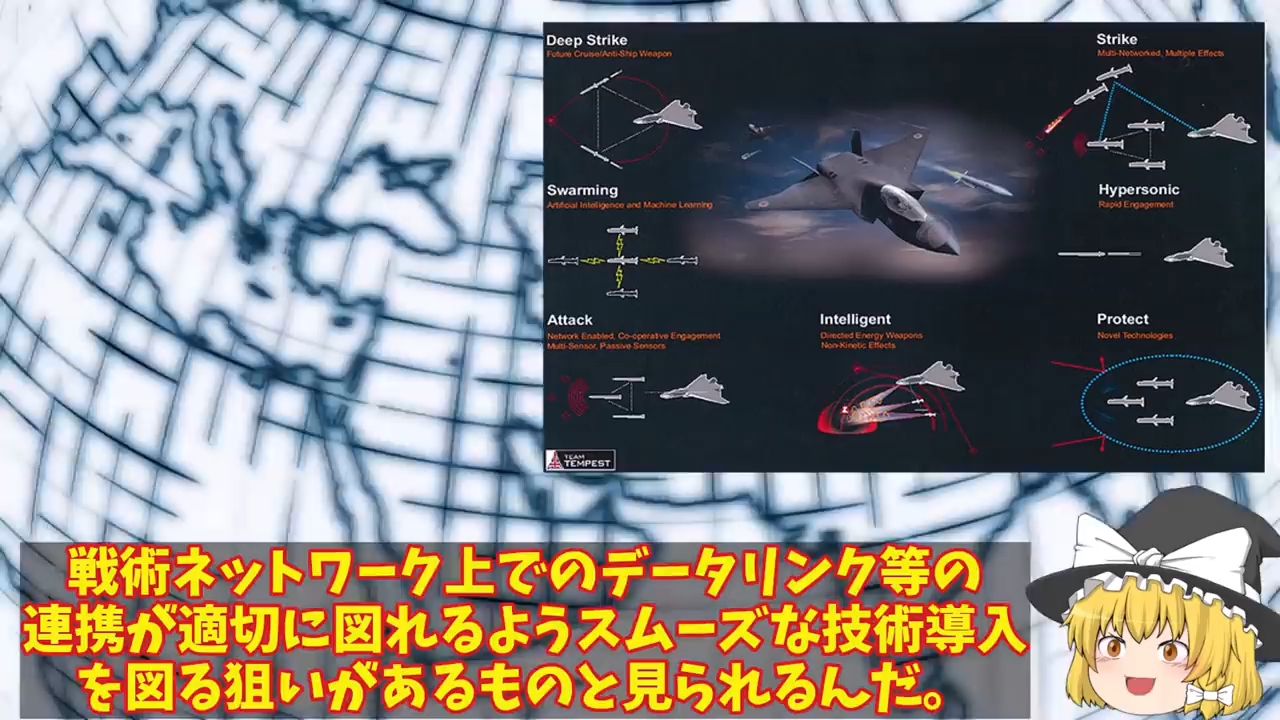 Deep Strike
Future Cruise/Anti-Ship Weapon
Strike
Multi-Networked, Multiple Effects
Swarming
Artificial Intelligence and Machine Learning
Hypersonic
Rapid Engagement
Attack
Network Enabled, Co-operative Engagement
Multi-Sensor, Passive Sensors
Intelligent
Directed Energy Weapons
Non-Kinetic Effects
Protect
Novel Technologies
TEAM
TEMPEST
戦術ネットワーク上でのデータリンク等の
連携が適切に図れるようスムーズな技術導入
を図る狙いがあるものと見られるんだ。